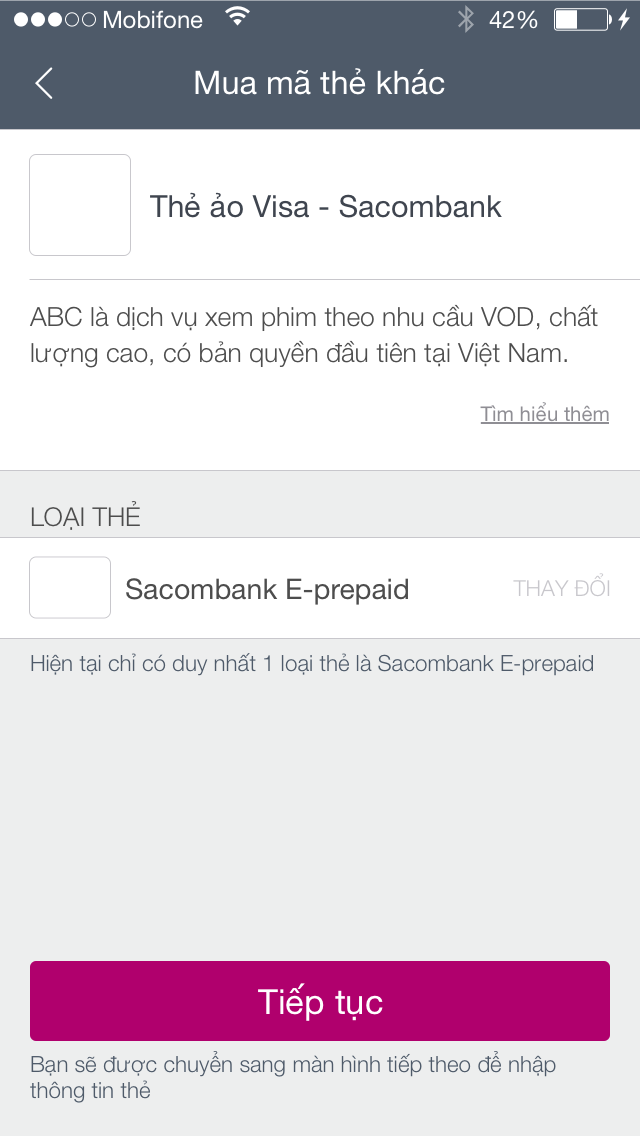 Mobifone 42%
Mua mã thẻ khác
Thẻ ảo Visa - Sacombank
ABC là dịch vụ xem phim theo nhu cầu VOD, chất
lượng cao, có bản quyền đầu tiên tại Việt Nam.
Tìm hiểu thêm
LOẠI THẺ
Sacombank E-prepaid THAY ĐỔI
Hiện tại chỉ có duy nhất 1 loại thẻ là Sacombank E-prepaid
Tiếp tục
Bạn sẽ được chuyển sang màn hình tiếp theo để nhập
thông tin thẻ